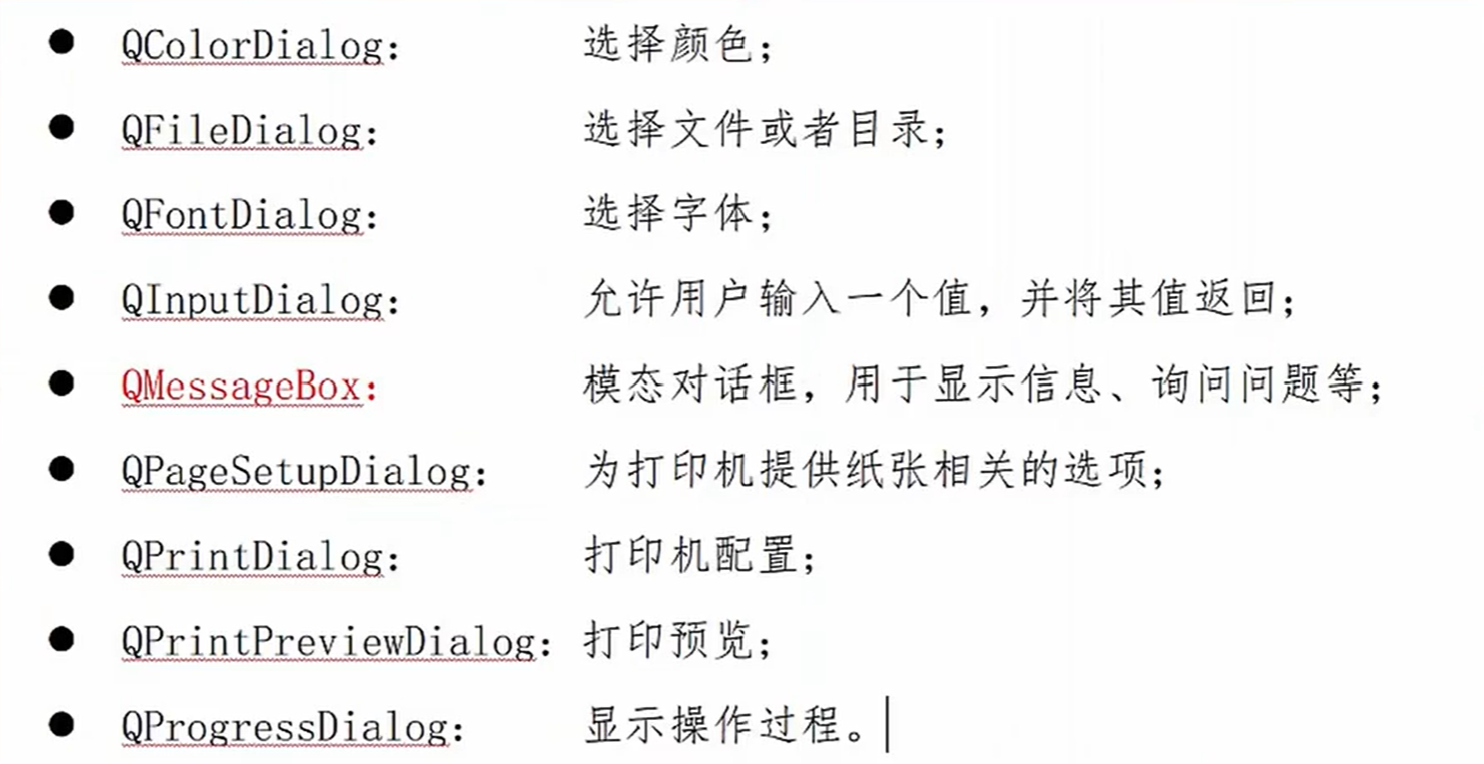 ● QColorDialog: 选择颜色;
● QFileDialog: 选择文件或者目录;
● QFontDialog: 选择字体;
● QInputDialog: 允许用户输入一个值，并将其值返回;
● QMessageBox: 模态对话框，用于显示信息、询问问题等;
● QPageSetupDialog: 为打印机提供纸张相关的选项;
● QPrintDialog: 打印机配置;
● QPrintPreviewDialog: 打印预览;
● QProgressDialog: 显示操作过程。